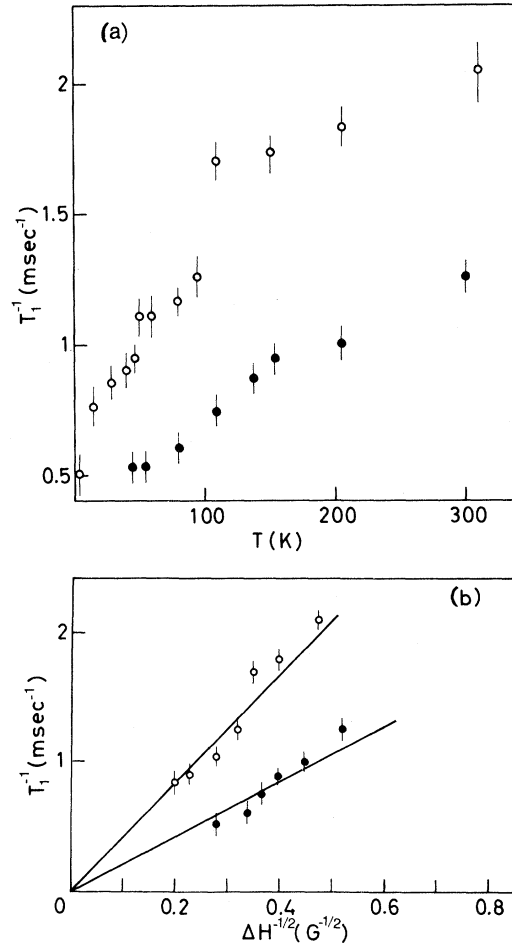 (a)
2
1.5
1
0.5
T₁⁻¹ (msec⁻¹)
100 200 300
T (K)
(b)
2
1
T₁⁻¹ (msec⁻¹)
0 0.2 0.4 0.6 0.8
ΔH⁻¹/² (G⁻¹/²)